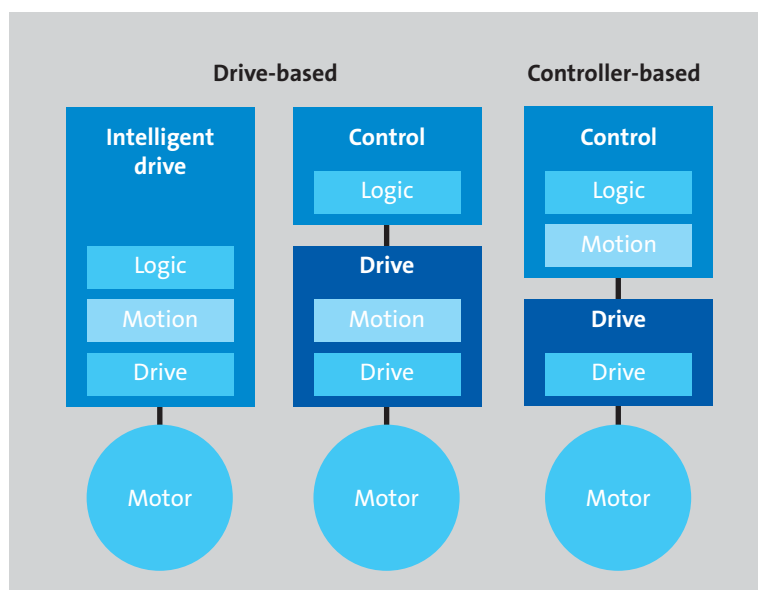 Drive-based
Controller-based
Intelligent
drive
Logic
Motion
Drive
Motor
Control
Logic
Drive
Motion
Drive
Motor
Control
Logic
Motion
Drive
Drive
Motor